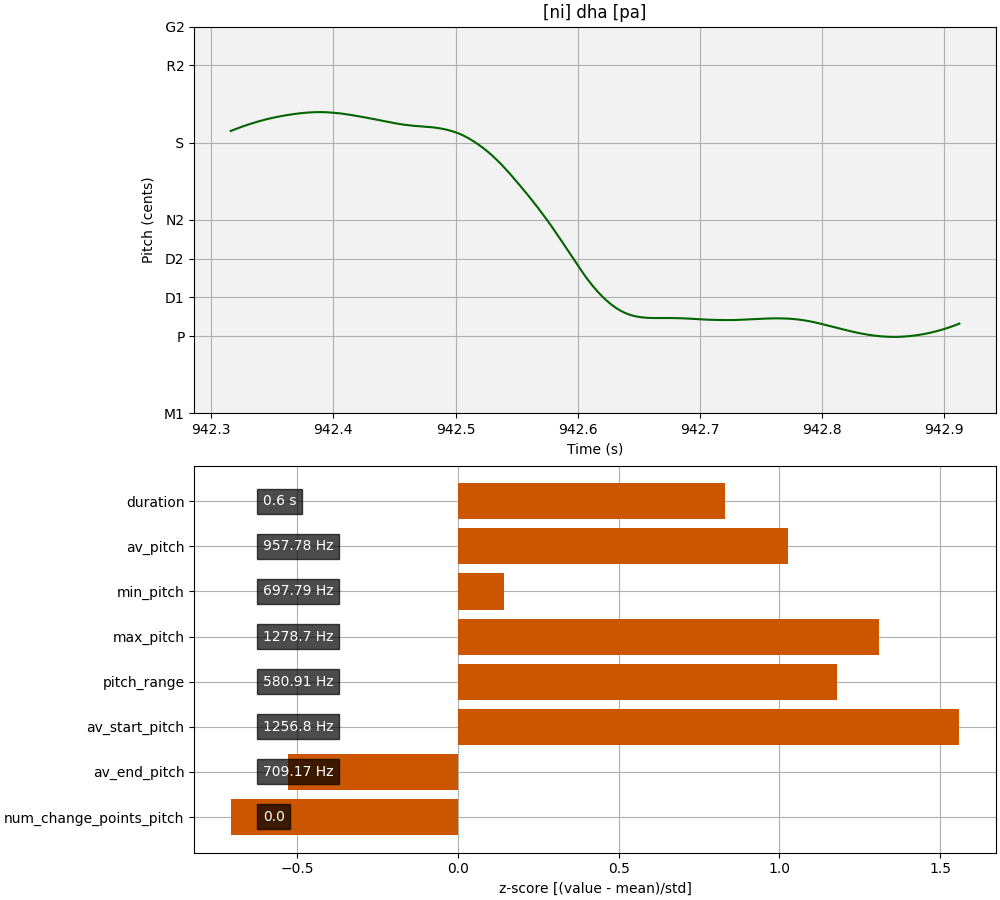 [ni] dha [pa]
G2
R2
S
N2
D2
D1
P
M1
Pitch (cents)
942.3 942.4 942.5 942.6 942.7 942.8 942.9
Time (s)
duration 0.6 s
av_pitch 957.78 Hz
min_pitch 697.79 Hz
max_pitch 1278.7 Hz
pitch_range 580.91 Hz
av_start_pitch 1256.8 Hz
av_end_pitch 709.17 Hz
num_change_points_pitch 0.0
−0.5 0.0 0.5 1.0 1.5
z-score [(value - mean)/std]